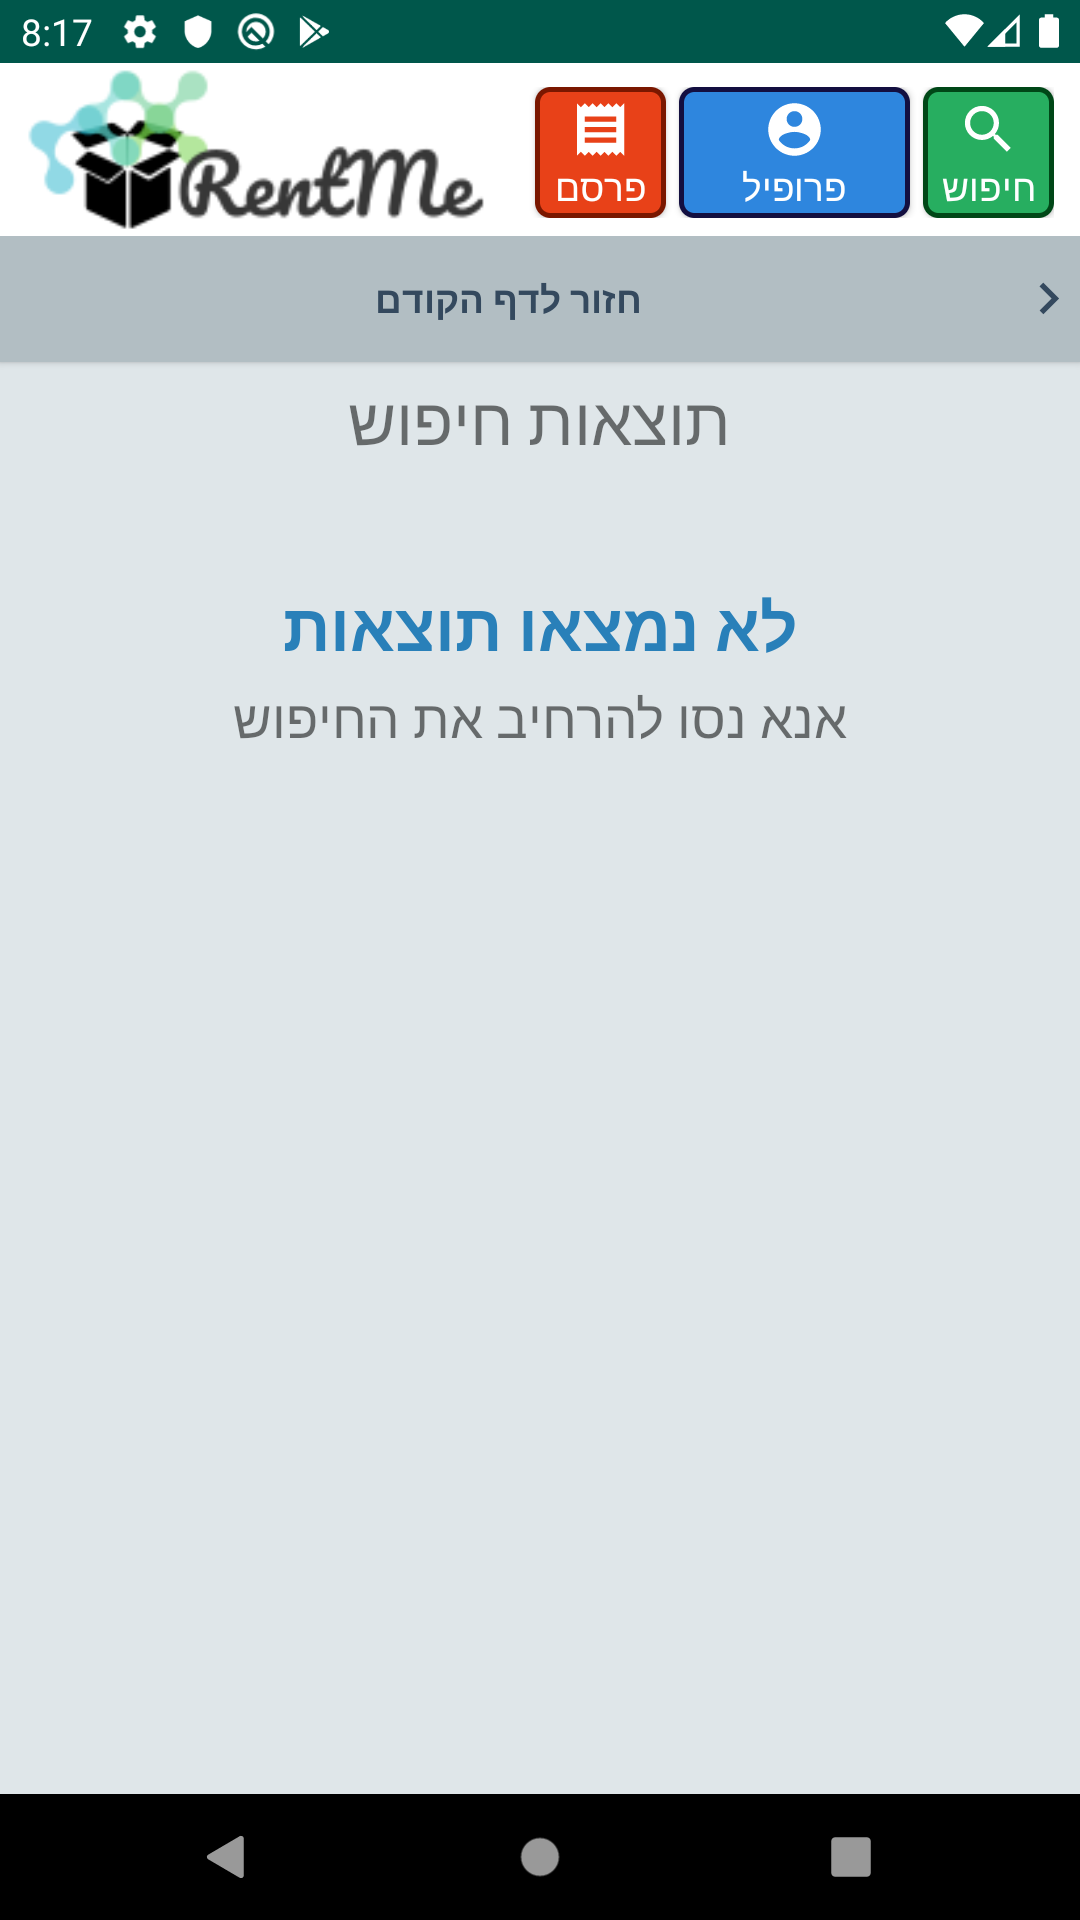 8:17
RentMe
פרסם
פרופיל
חיפוש
חזור לדף הקודם
תוצאות חיפוש
לא נמצאו תוצאות
אנא נסו להרחיב את החיפוש